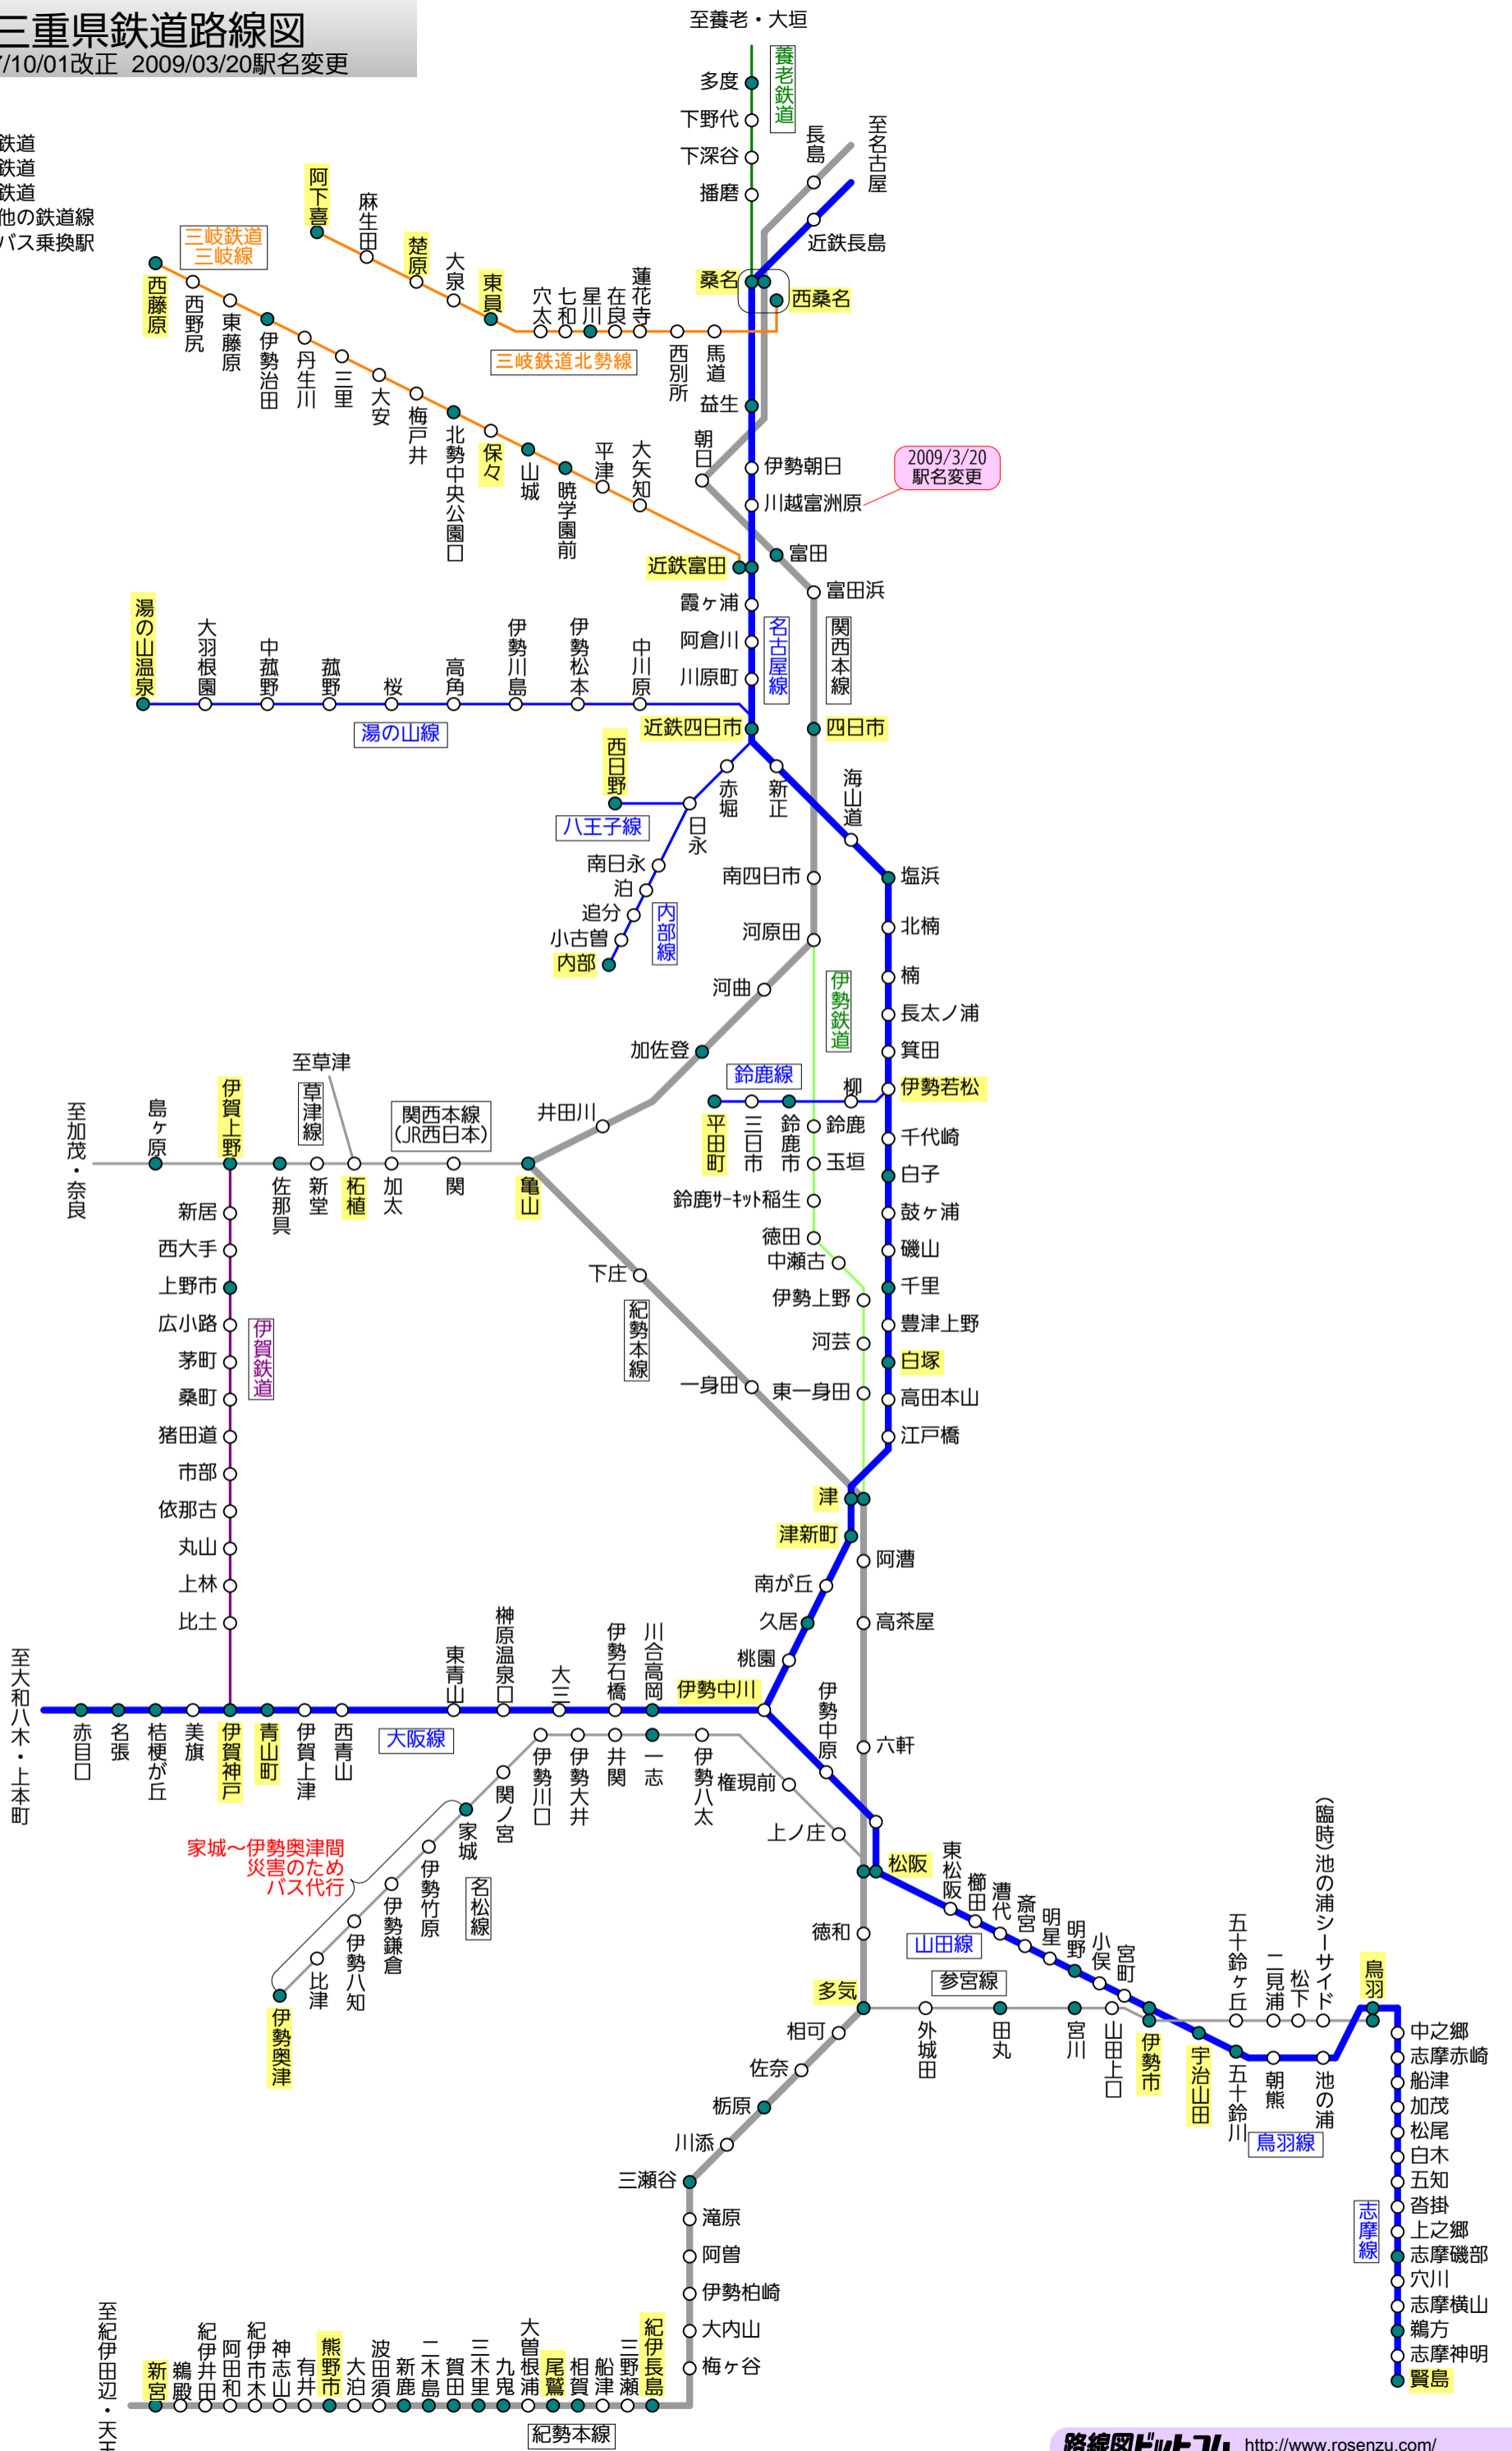 三重県鉄道路線図
7/10/01改正 2009/03/20駅名変更
鉄道
鉄道
鉄道
他の鉄道線
バス乗換駅
至養老・大垣
養老鉄道
多度
下野代
下深谷
播磨
長島
至名古屋
近鉄長島
桑名
西桑名
阿下喜
麻生田
楚原
大泉
東員
穴太
七和
星川
在良
蓮花寺
西別所
馬道
三岐鉄道北勢線
三岐鉄道
三岐線
西藤原
西野尻
東藤原
伊勢治田
丹生川
三里
大安
梅戸井
北勢中央公園口
保々
山城
暁学園前
平津
大矢知
益生
朝日
伊勢朝日
川越富洲原
2009/3/20
駅名変更
富田
近鉄富田
富田浜
霞ヶ浦
阿倉川
川原町
名古屋線
関西本線
湯の山温泉
大羽根園
中菰野
菰野
桜
高角
伊勢川島
伊勢松本
中川原
湯の山線
近鉄四日市
四日市
西日野
赤堀
新正
海山道
八王子線
日永
南日永
泊
追分
小古曽
内部
内部線
南四日市
塩浜
河原田
北楠
河曲
楠
伊勢鉄道
長太ノ浦
加佐登
箕田
鈴鹿線
柳
伊勢若松
平田町
三日市
鈴鹿市
鈴鹿
玉垣
鈴鹿サーキット稲生
徳田
中瀬古
伊勢上野
河芸
東一身田
千代崎
白子
鼓ヶ浦
磯山
千里
豊津上野
白塚
高田本山
江戸橋
井田川
至草津
草津線
関西本線
(JR西日本)
至加茂・奈良
島ヶ原
伊賀上野
佐那具
新堂
柘植
加太
関
亀山
下庄
紀勢本線
一身田
新居
西大手
上野市
広小路
茅町
桑町
猪田道
市部
依那古
丸山
上林
比土
伊賀鉄道
津
津新町
阿漕
南が丘
久居
高茶屋
桃園
伊勢中川
伊勢中原
六軒
至大和八木・上本町
赤目口
名張
桔梗が丘
美旗
伊賀神戸
青山町
伊賀上津
西青山
東青山
榊原温泉口
大三
伊勢石橋
川合高岡
大阪線
伊勢川口
伊勢大井
井関
一志
伊勢八太
権現前
上ノ庄
関ノ宮
家城
伊勢竹原
伊勢鎌倉
伊勢八知
比津
伊勢奥津
名松線
家城～伊勢奥津間
災害のため
バス代行
松阪
東松阪
櫛田
漕代
斎宮
明星
明野
小俣
宮町
山田線
徳和
多気
参宮線
外城田
田丸
宮川
山田上口
伊勢市
宇治山田
五十鈴川
五十鈴ヶ丘
二見浦
松下
(臨時)池の浦シーサイド
鳥羽
朝熊
池の浦
鳥羽線
中之郷
志摩赤崎
船津
加茂
松尾
白木
五知
沓掛
上之郷
志摩磯部
穴川
志摩横山
鵜方
志摩神明
賢島
志摩線
相可
佐奈
栃原
川添
三瀬谷
滝原
阿曽
伊勢柏崎
大内山
梅ヶ谷
至紀伊田辺・天王
新宮
鵜殿
紀伊井田
阿田和
紀伊市木
神志山
有井
熊野市
大泊
波田須
新鹿
二木島
賀田
三木里
九鬼
大曽根浦
尾鷲
相賀
船津
三野瀬
紀伊長島
紀勢本線
路線図ドットコム http://www.rosenzu.com/